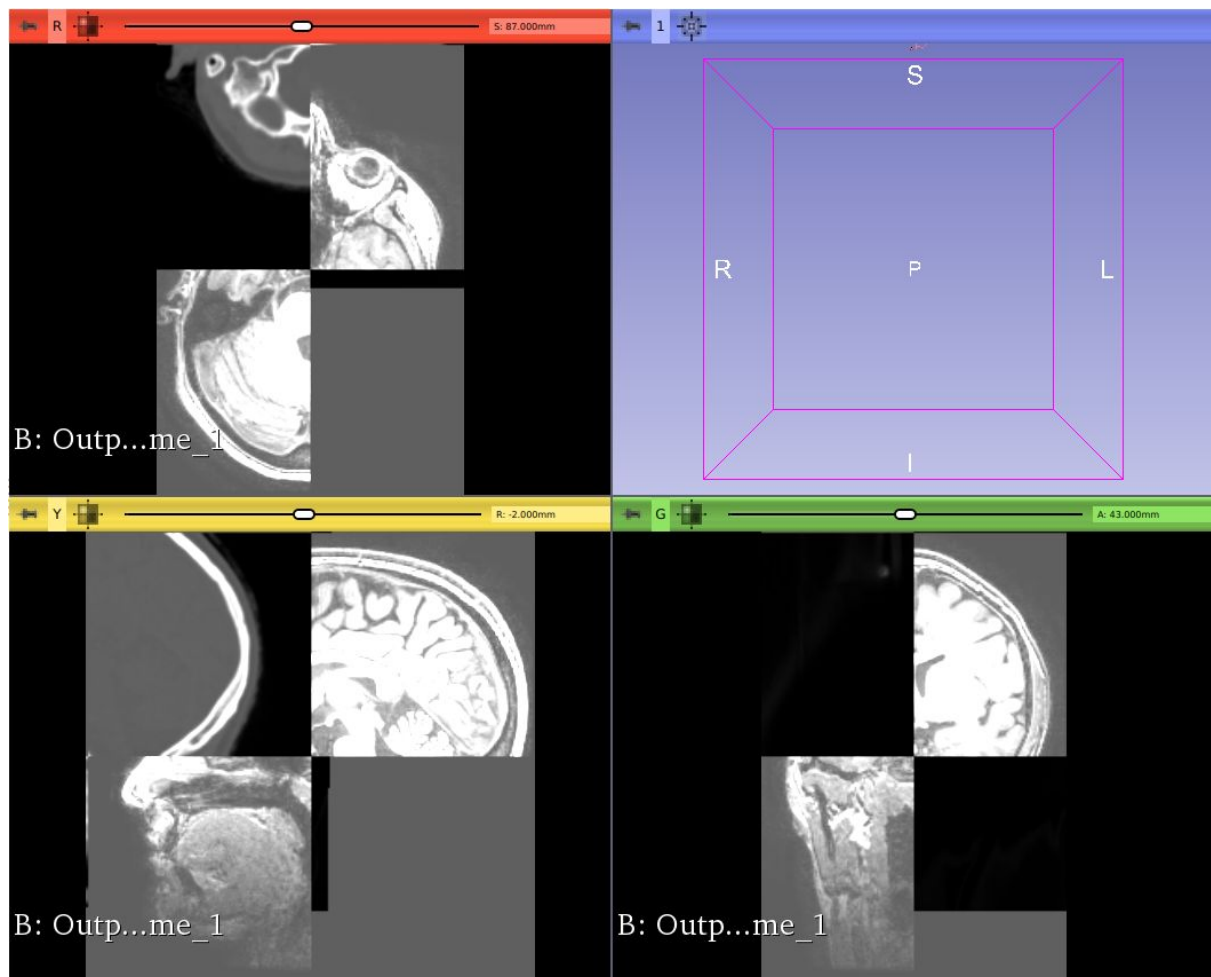 R S: 87.000mm
1
S
R P L
I
B: Outp...me_1
Y R: -2.000mm
G A: 43.000mm
B: Outp...me_1
B: Outp...me_1